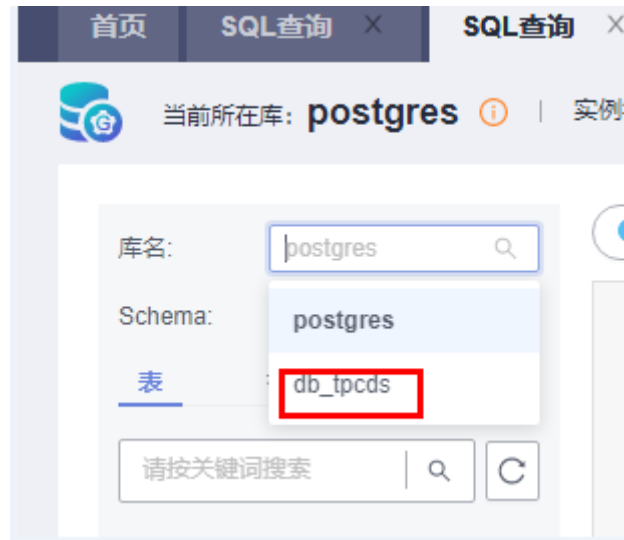 首页 SQL查询 × SQL查询 ×
当前所在库: postgres | 实例
库名: postgres
Schema: postgres
表
db_tpcds
请按关键词搜索